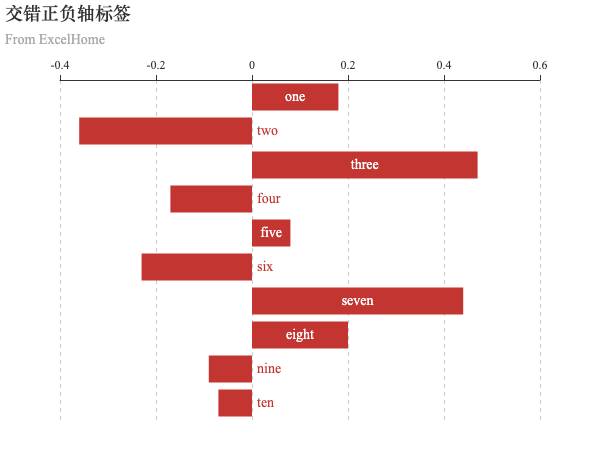 交错正负轴标签
From ExcelHome
-0.4 -0.2 0 0.2 0.4 0.6
one
two
three
four
five
six
seven
eight
nine
ten